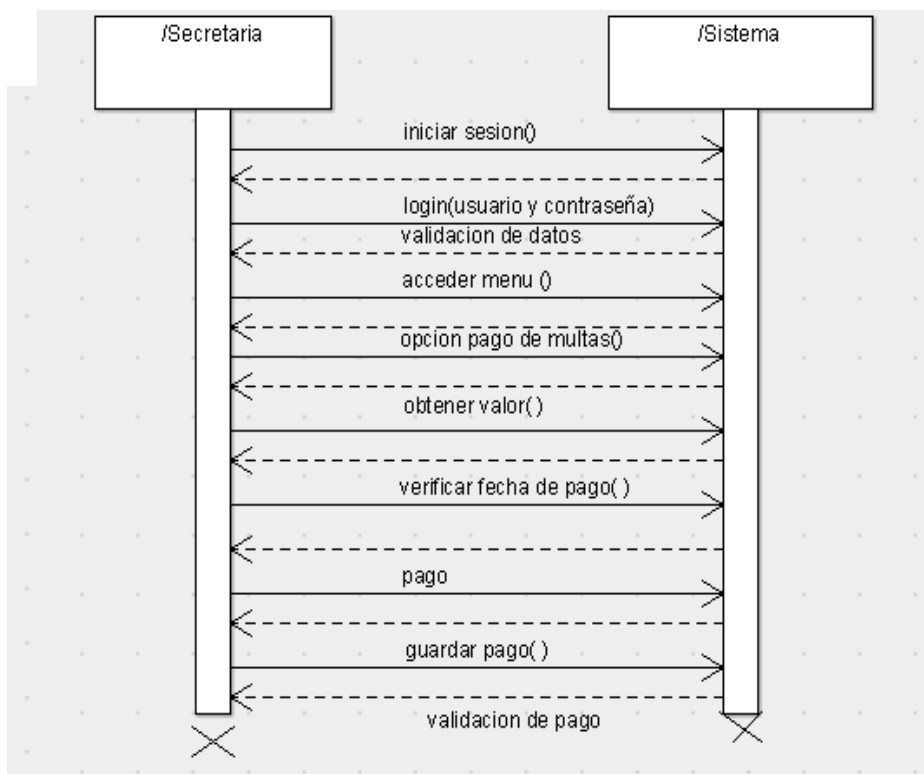 /Secretaria
/Sistema
iniciar sesion()
login(usuario y contraseña)
validacion de datos
acceder menu ()
opcion pago de multas()
obtener valor( )
verificar fecha de pago( )
pago
guardar pago( )
validacion de pago